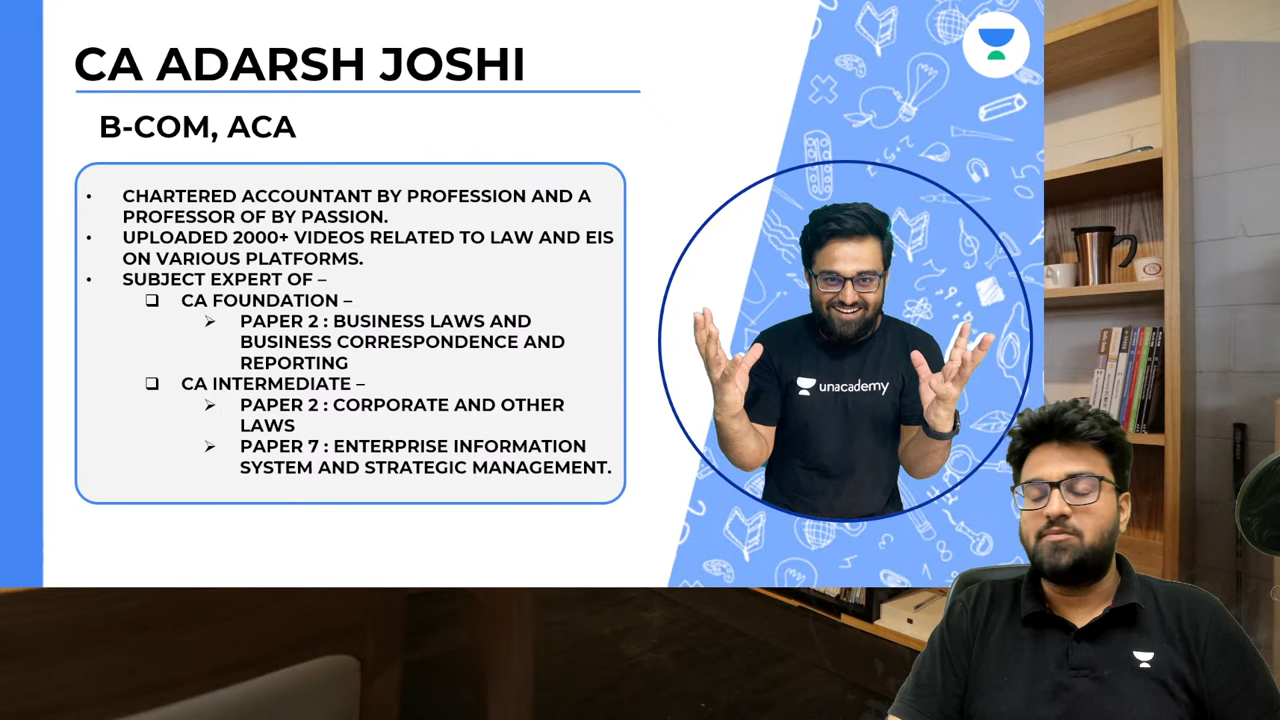 CA ADARSH JOSHI
B-COM, ACA
• CHARTERED ACCOUNTANT BY PROFESSION AND A
PROFESSOR OF BY PASSION.
• UPLOADED 2000+ VIDEOS RELATED TO LAW AND EIS
ON VARIOUS PLATFORMS.
• SUBJECT EXPERT OF –
❑ CA FOUNDATION –
➢ PAPER 2 : BUSINESS LAWS AND
BUSINESS CORRESPONDENCE AND
REPORTING
❑ CA INTERMEDIATE –
➢ PAPER 2 : CORPORATE AND OTHER
LAWS
➢ PAPER 7 : ENTERPRISE INFORMATION
SYSTEM AND STRATEGIC MANAGEMENT.
unacademy